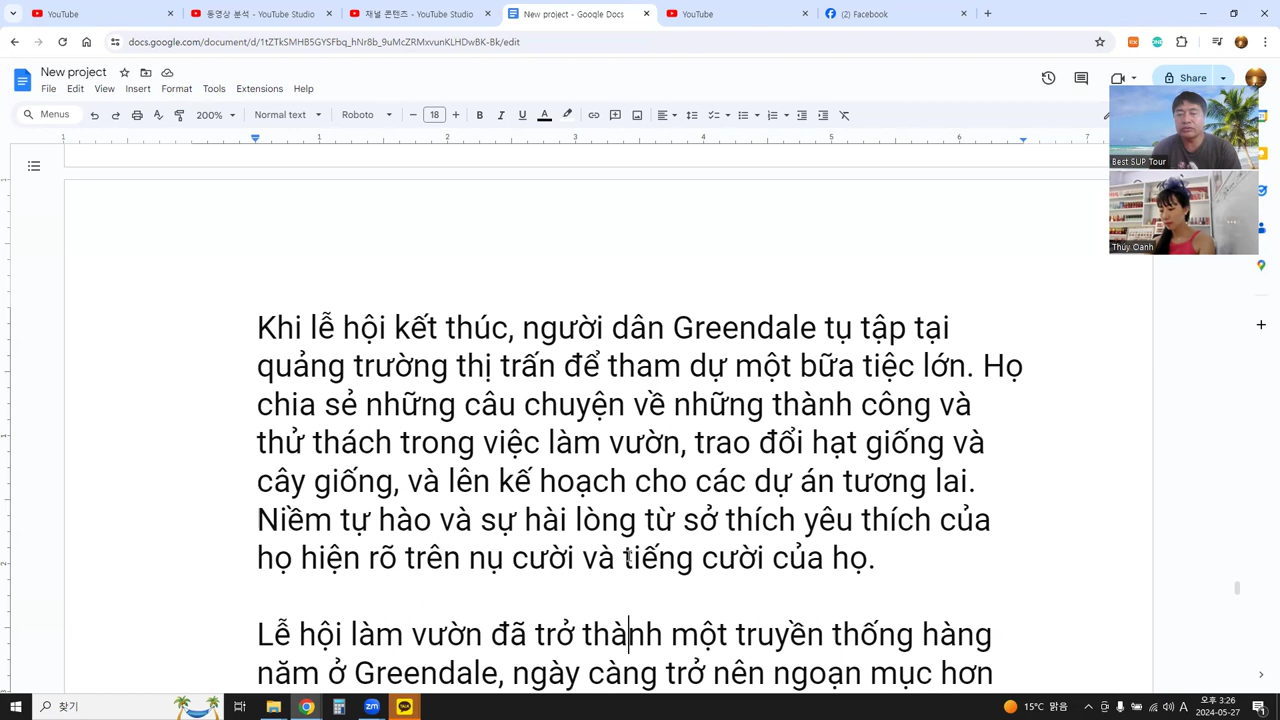 YouTube
동영상 분석 - YouTube Studio
채널 콘텐츠 - YouTube Studio
New project - Google Docs
YouTube
(2) Facebook
docs.google.com/document/d/1tZTkSMHB5GYSFbq_hNr8b_9uMcZRMxvunKLHDwBK-Bk/edit
New project
File Edit View Insert Format Tools Extensions Help
Share
Menus
200%
Normal text
Roboto
18
1 1 2 3 4 5 6 7
Best SUP Tour
Thúy Oanh
Khi lễ hội kết thúc, người dân Greendale tụ tập tại
quảng trường thị trấn để tham dự một bữa tiệc lớn. Họ
chia sẻ những câu chuyện về những thành công và
thử thách trong việc làm vườn, trao đổi hạt giống và
cây giống, và lên kế hoạch cho các dự án tương lai.
Niềm tự hào và sự hài lòng từ sở thích yêu thích của
họ hiện rõ trên nụ cười và tiếng cười của họ.
Lễ hội làm vườn đã trở thành một truyền thống hàng
năm ở Greendale, ngày càng trở nên ngoạn mục hơn
찾기
15°C 맑음
A
오후 3:26
2024-05-27